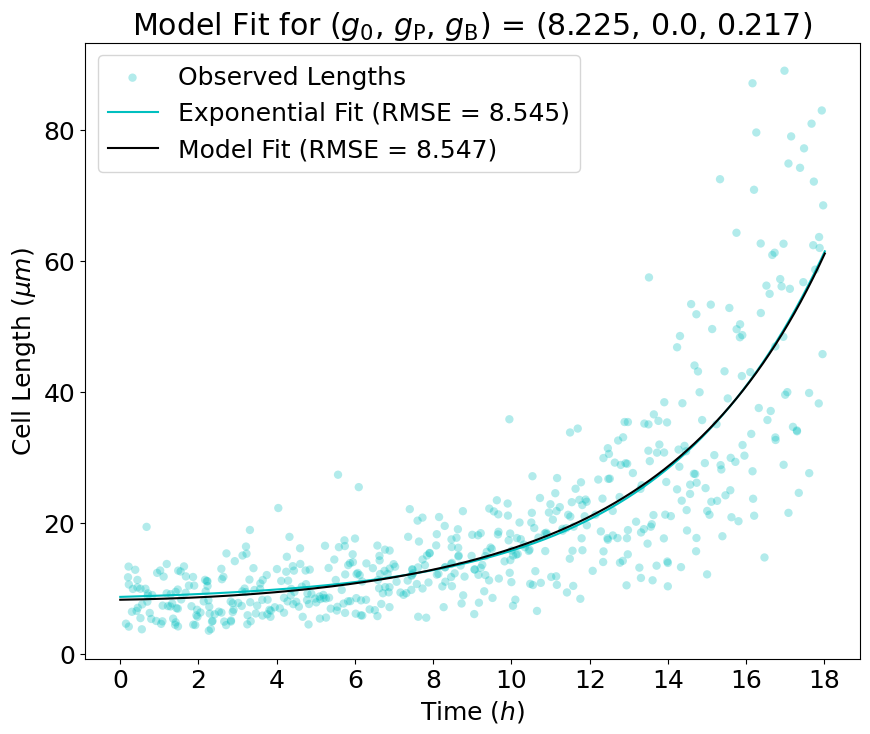 Model Fit for (g₀, g_P, g_B) = (8.225, 0.0, 0.217)
Observed Lengths
Exponential Fit (RMSE = 8.545)
Model Fit (RMSE = 8.547)
80
60
40
20
0
Cell Length (μm)
0 2 4 6 8 10 12 14 16 18
Time (h)